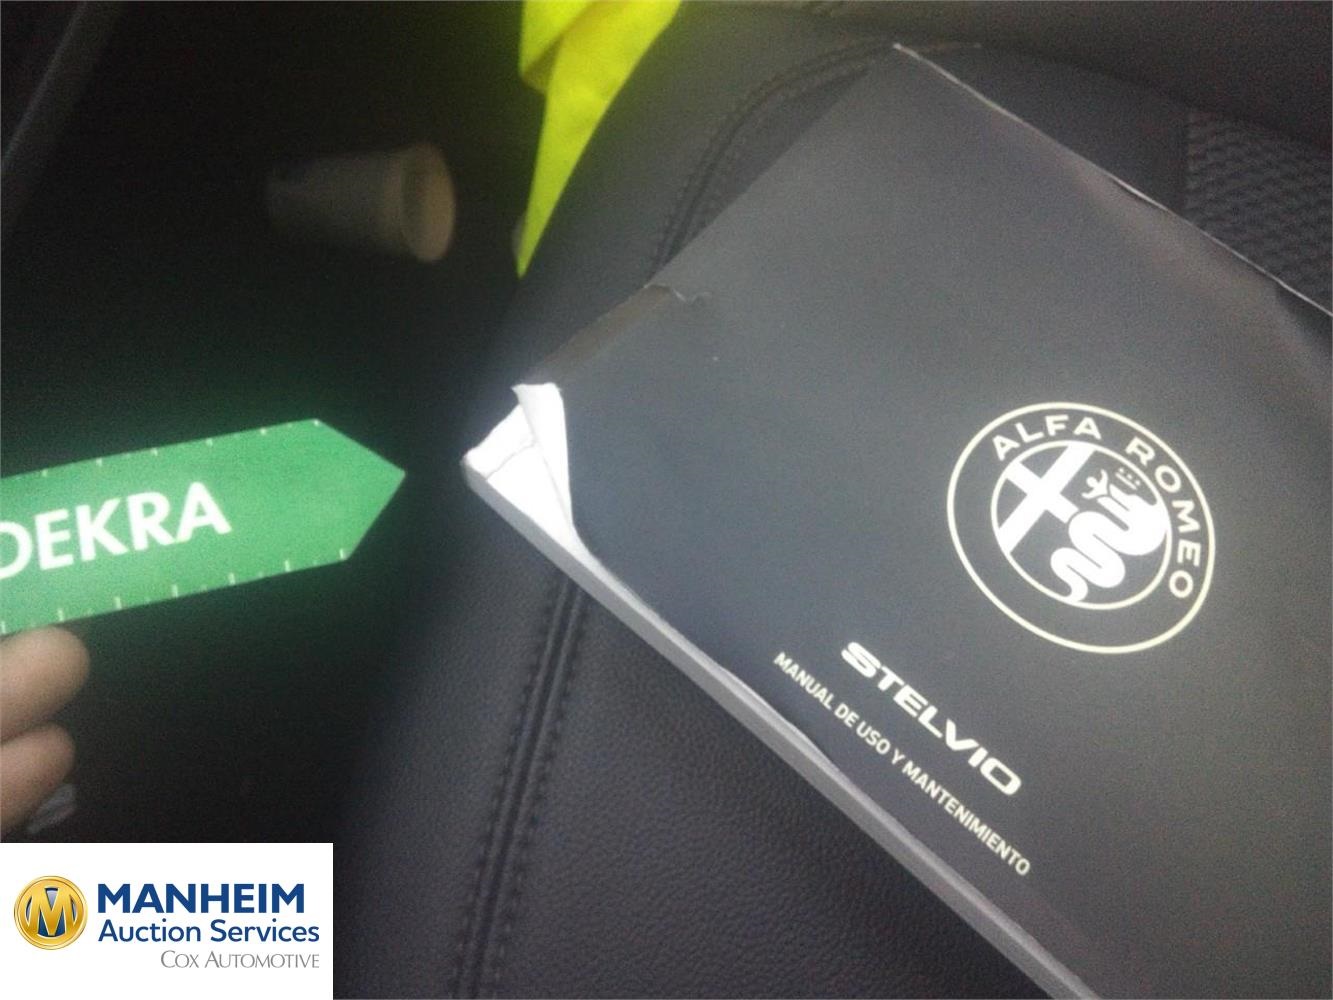 ALFA ROMEO
STELVIO
MANUAL DE USO Y MANTENIMIENTO
DEKRA
MANHEIM
Auction Services
COX AUTOMOTIVE